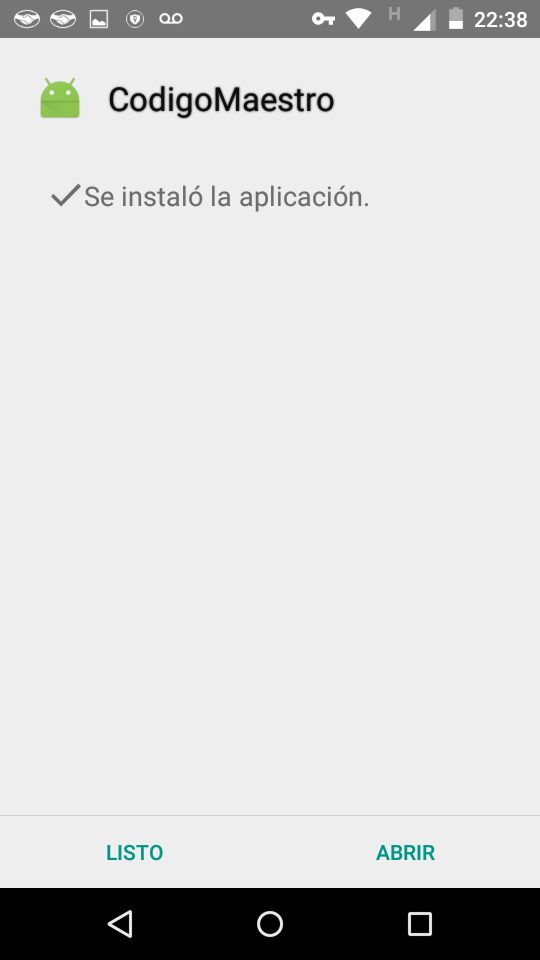 H 22:38
CodigoMaestro
Se instaló la aplicación.
LISTO ABRIR